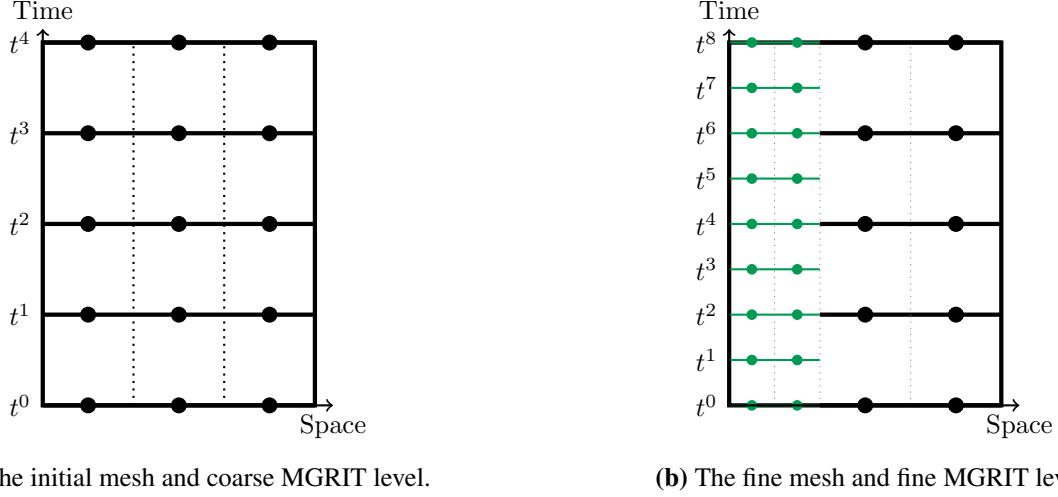 Time
t⁴
t³
t²
t¹
t⁰
Space
he initial mesh and coarse MGRIT level.
Time
t⁸
t⁷
t⁶
t⁵
t⁴
t³
t²
t¹
t⁰
Space
(b) The fine mesh and fine MGRIT lev